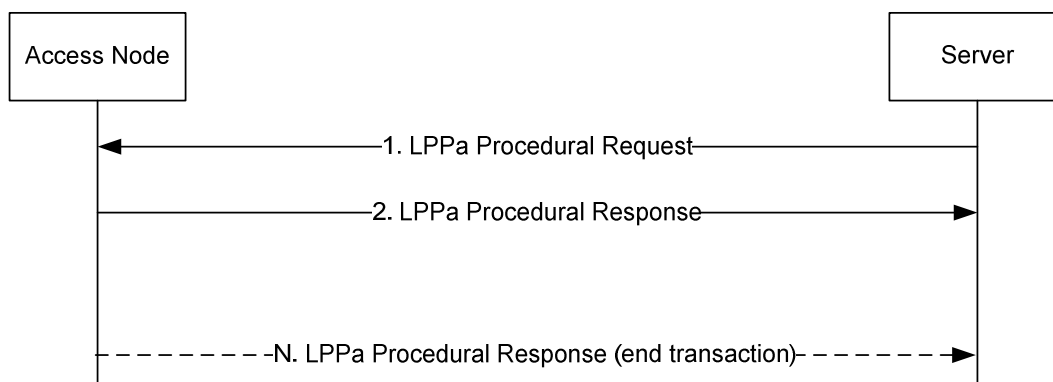 Access Node
Server
1. LPPa Procedural Request
2. LPPa Procedural Response
N. LPPa Procedural Response (end transaction)